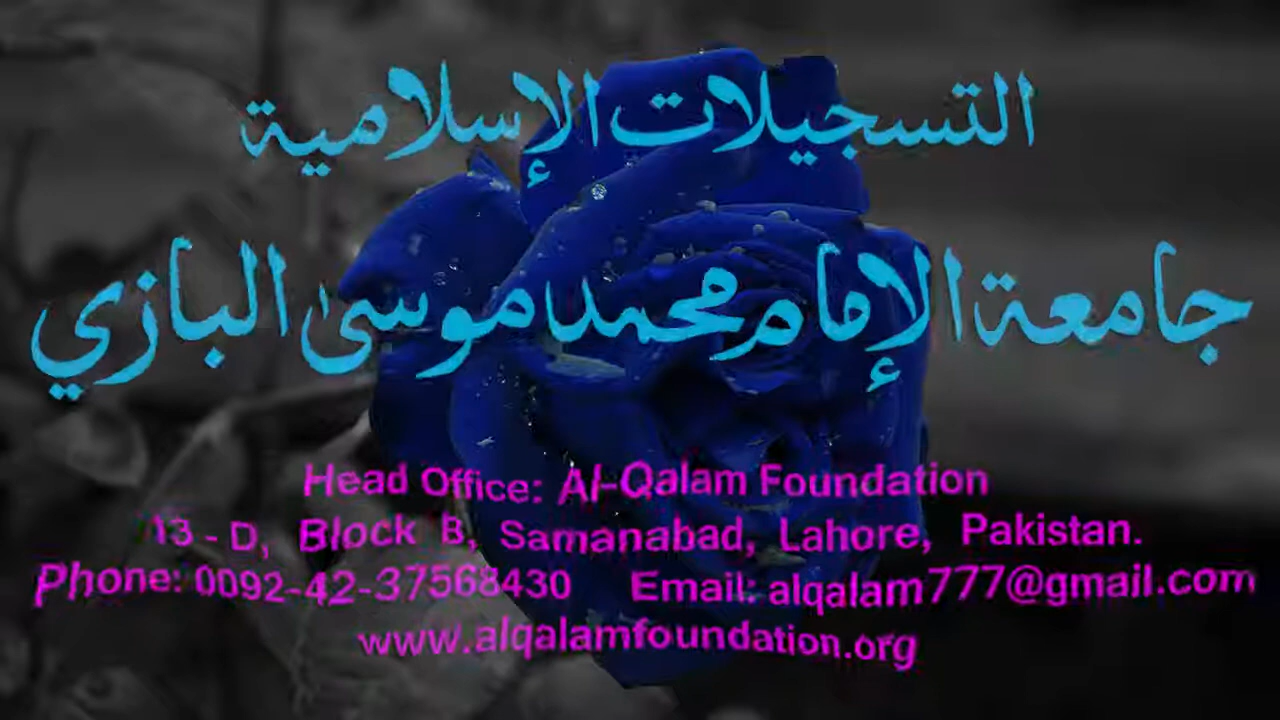 التسجيلات الإسلامية
جامعة الإمام محمد موسى البازي
Head Office: Al-Qalam Foundation
13 - D, Block B, Samanabad, Lahore, Pakistan.
Phone: 0092-42-37568430 Email: alqalam777@gmail.com
www.alqalamfoundation.org